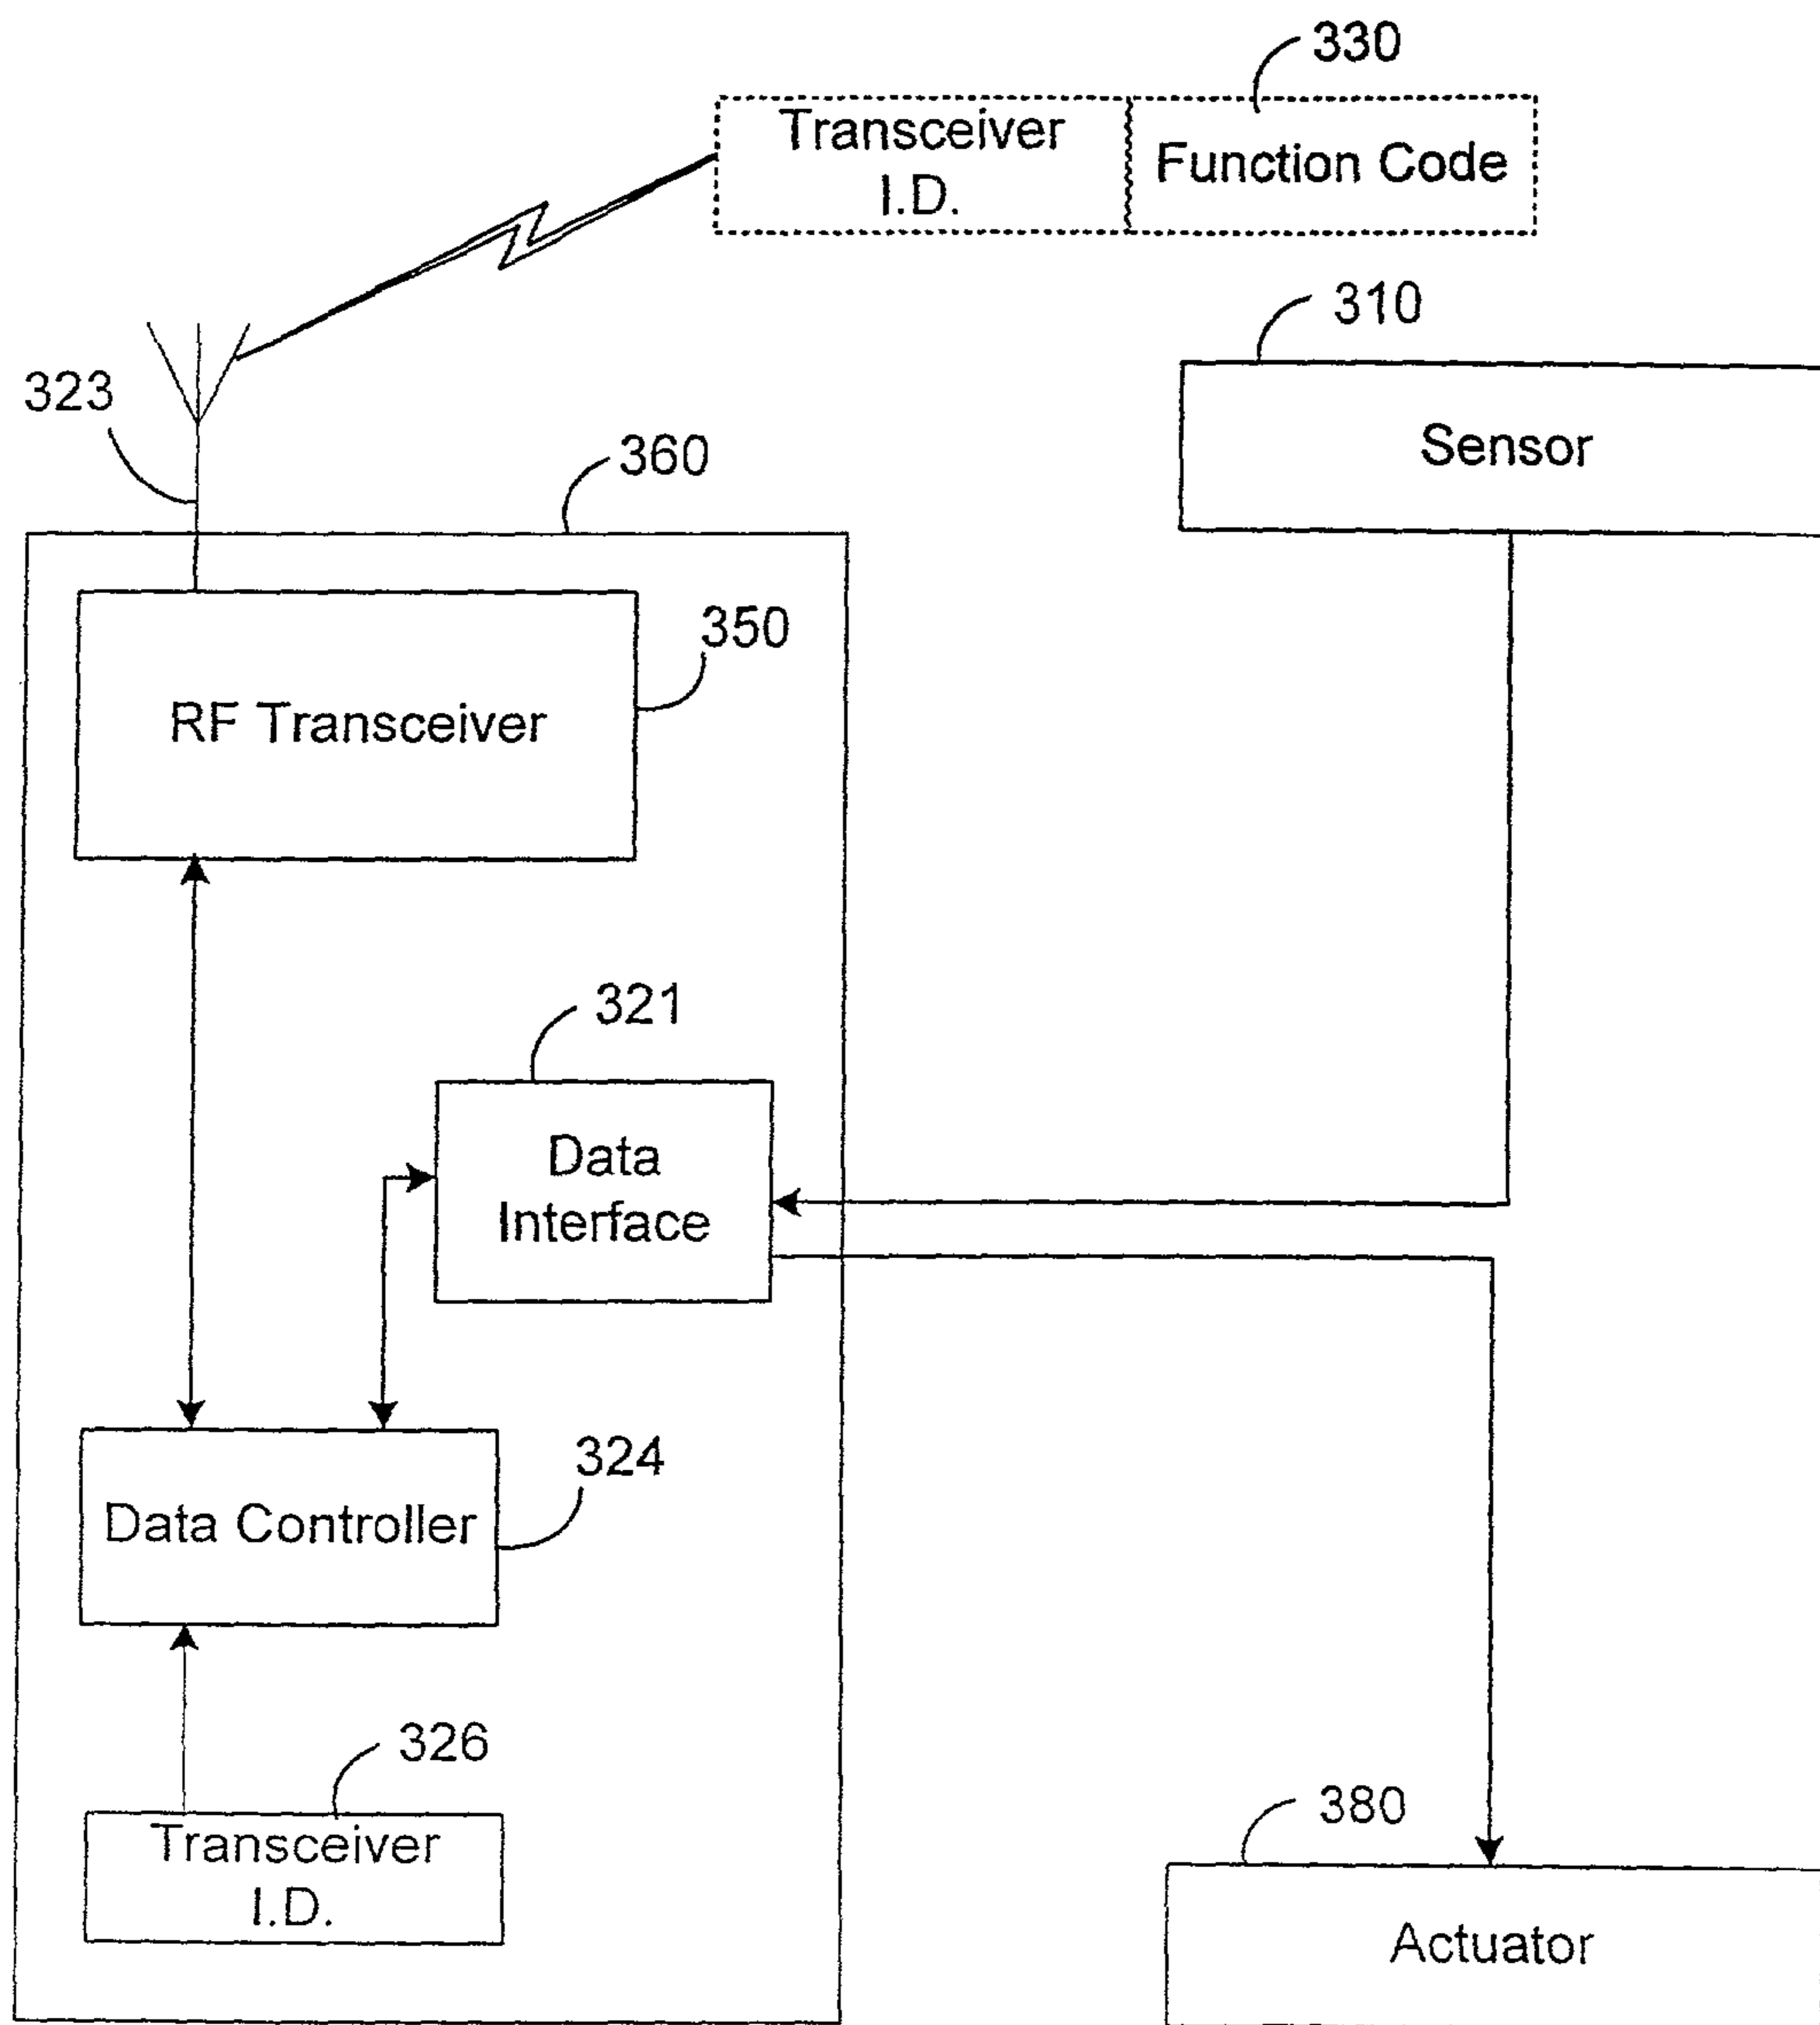 330
Transceiver
I.D.
Function Code
310
Sensor
323
360
350
RF Transceiver
321
Data
Interface
324
Data Controller
326
Transceiver
I.D.
380
Actuator